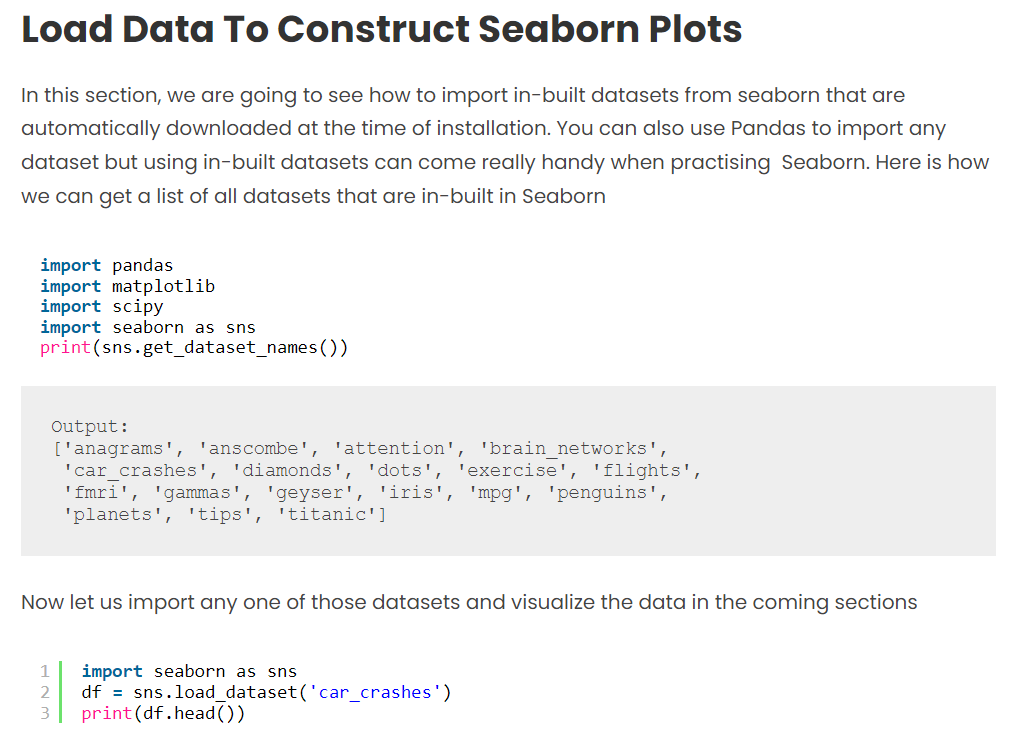 Load Data To Construct Seaborn Plots
In this section, we are going to see how to import in-built datasets from seaborn that are
automatically downloaded at the time of installation. You can also use Pandas to import any
dataset but using in-built datasets can come really handy when practising  Seaborn. Here is how
we can get a list of all datasets that are in-built in Seaborn
import pandas
import matplotlib
import scipy
import seaborn as sns
print(sns.get_dataset_names())
Output:
['anagrams', 'anscombe', 'attention', 'brain_networks',
'car_crashes', 'diamonds', 'dots', 'exercise', 'flights',
'fmri', 'gammas', 'geyser', 'iris', 'mpg', 'penguins',
'planets', 'tips', 'titanic']
Now let us import any one of those datasets and visualize the data in the coming sections
1 import seaborn as sns
2 df = sns.load_dataset('car_crashes')
3 print(df.head())